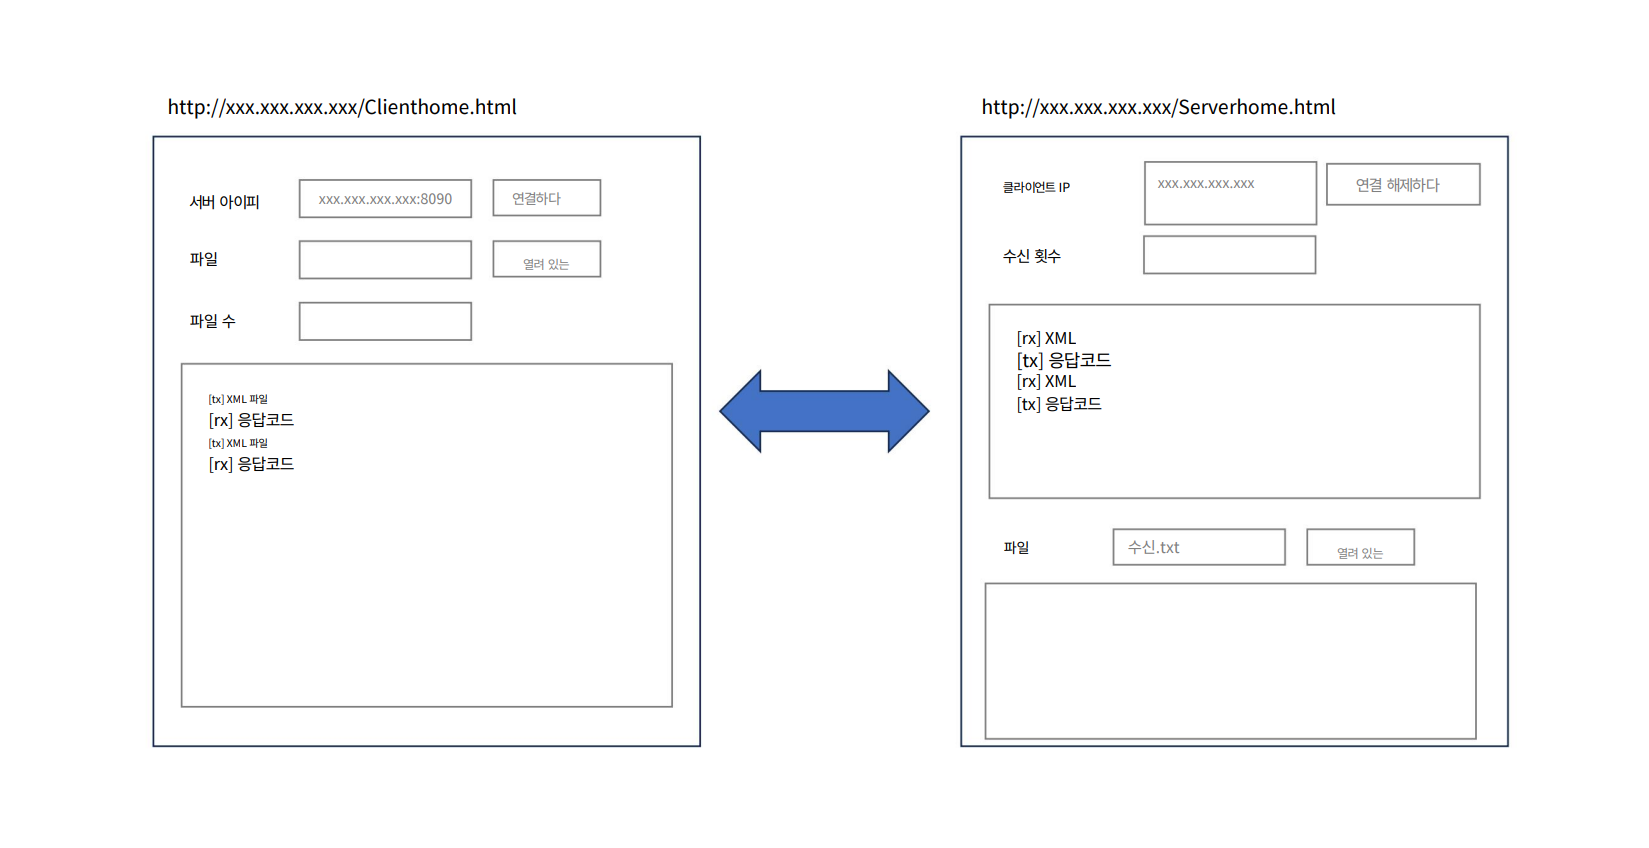 http://xxx.xxx.xxx.xxx/Clienthome.html
서버 아이피
xxx.xxx.xxx.xxx:8090
연결하다
파일
열려 있는
파일 수
[tx] XML 파일
[rx] 응답코드
[tx] XML 파일
[rx] 응답코드
http://xxx.xxx.xxx.xxx/Serverhome.html
클라이언트 IP
xxx.xxx.xxx.xxx
연결 해제하다
수신 횟수
[rx] XML
[tx] 응답코드
[rx] XML
[tx] 응답코드
파일
수신.txt
열려 있는